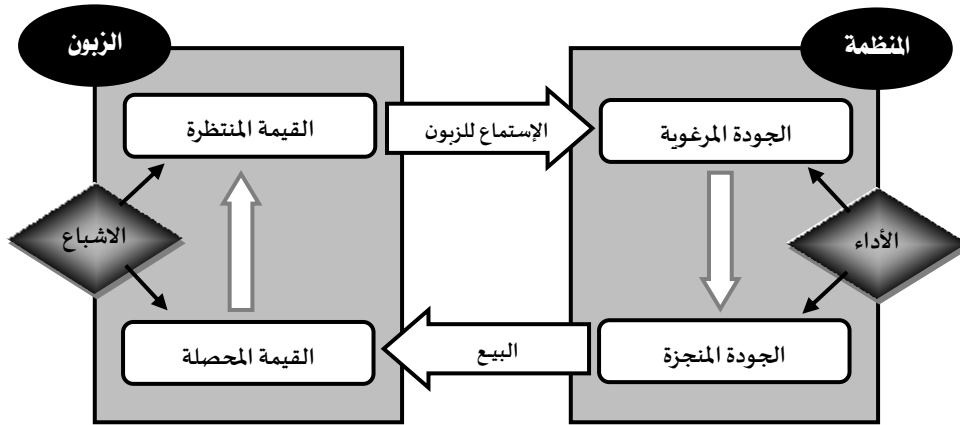 المنظمة
الزبون
الجودة المرغوبة
الإستماع للزبون
القيمة المنتظرة
الأداء
الاشباع
الجودة المنجزة
البيع
القيمة المحصلة